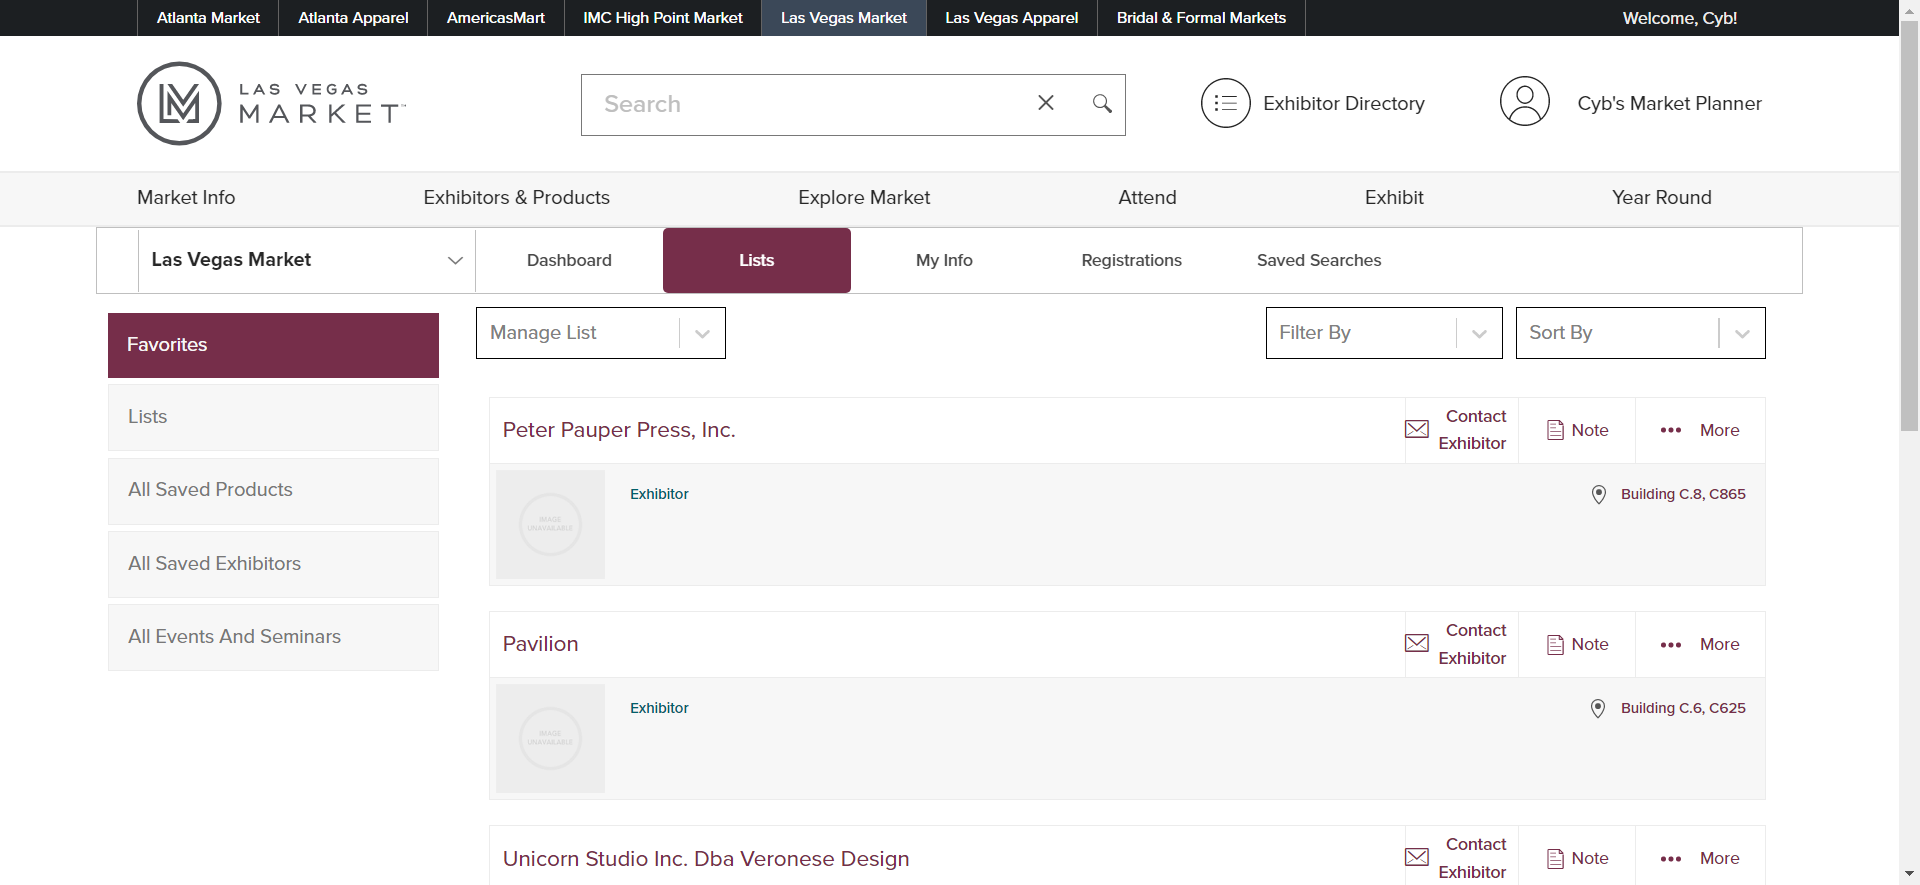 Atlanta Market Atlanta Apparel AmericasMart IMC High Point Market Las Vegas Market Las Vegas Apparel Bridal & Formal Markets Welcome, Cyb!
LAS VEGAS
MARKET™
Search
Exhibitor Directory
Cyb's Market Planner
Market Info Exhibitors & Products Explore Market Attend Exhibit Year Round
Las Vegas Market Dashboard Lists My Info Registrations Saved Searches
Favorites
Lists
All Saved Products
All Saved Exhibitors
All Events And Seminars
Manage List Filter By Sort By
Peter Pauper Press, Inc.
Contact
Exhibitor
Note
More
IMAGE
UNAVAILABLE
Exhibitor
Building C.8, C865
Pavilion
Contact
Exhibitor
Note
More
IMAGE
UNAVAILABLE
Exhibitor
Building C.6, C625
Unicorn Studio Inc. Dba Veronese Design
Contact
Exhibitor
Note
More